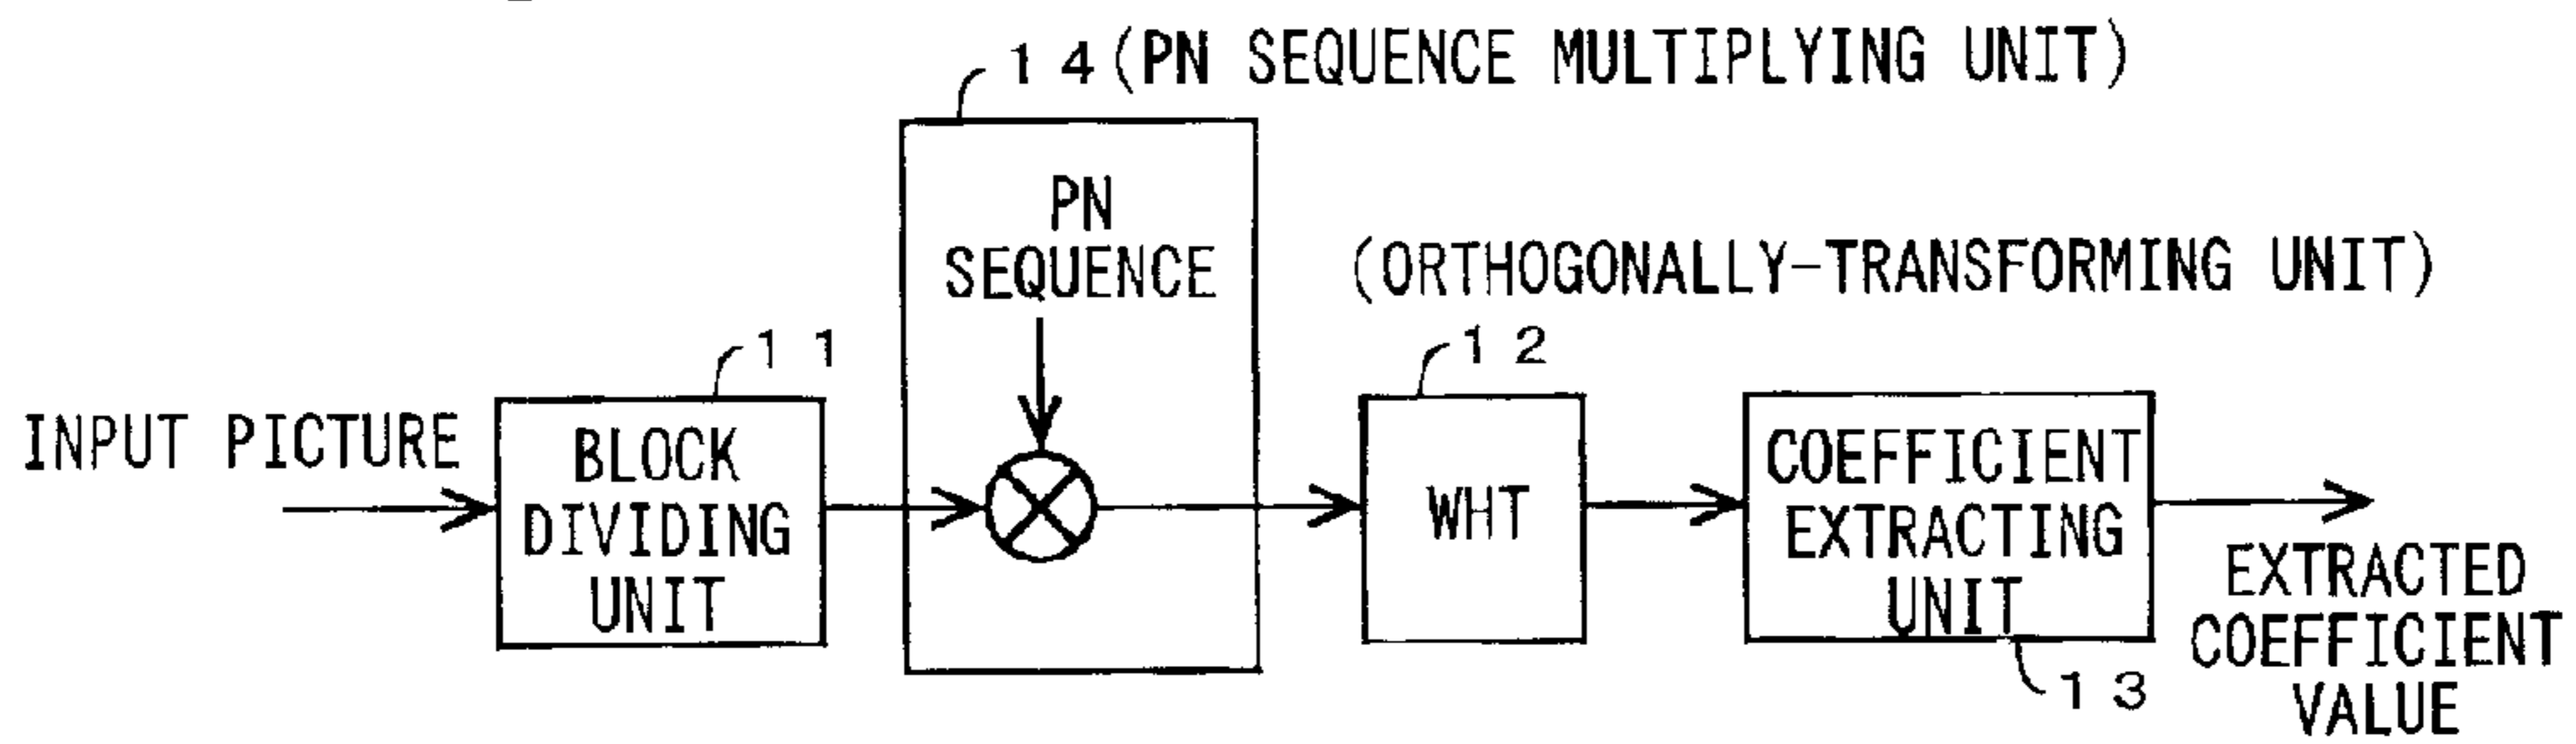 14(PN SEQUENCE MULTIPLYING UNIT)
PN
SEQUENCE
(ORTHOGONALLY-TRANSFORMING UNIT)
11
12
INPUT PICTURE
BLOCK
DIVIDING
UNIT
WHT
COEFFICIENT
EXTRACTING
UNIT
EXTRACTED
COEFFICIENT
VALUE
13